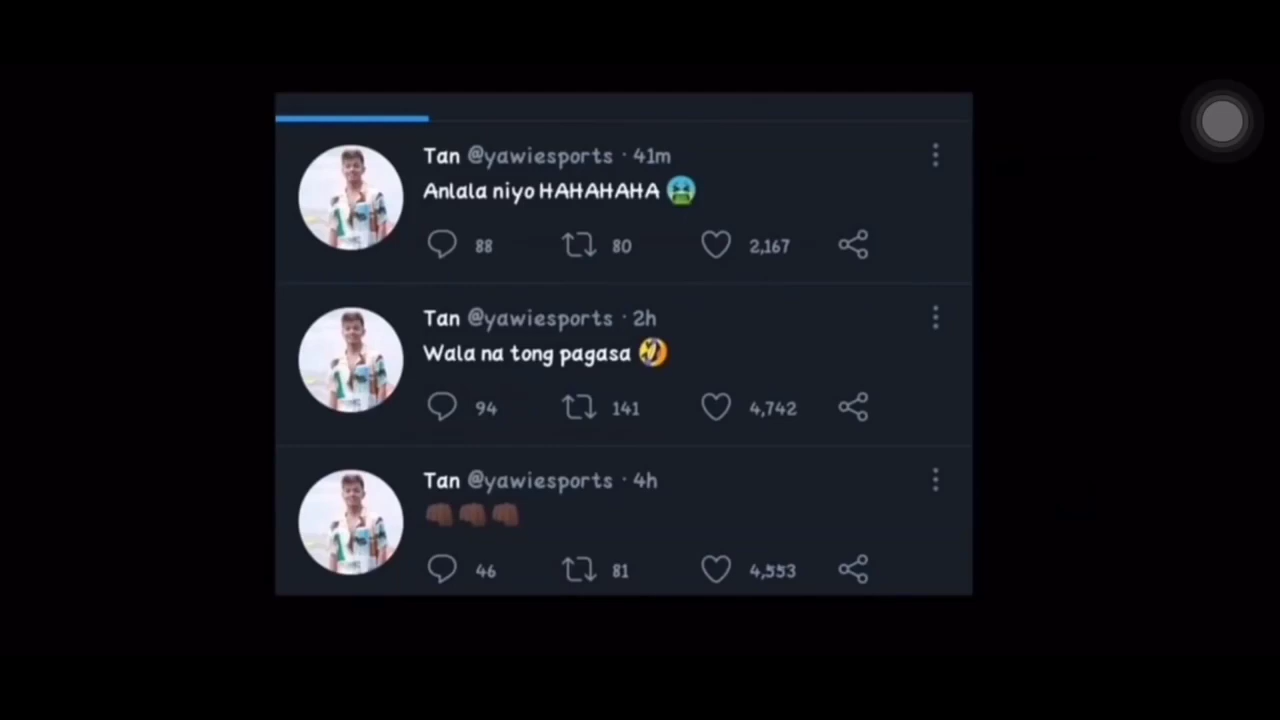 Tan @yawiesports · 41m
Anlala niyo HAHAHAHA 🤮
88 80 2,167
Tan @yawiesports · 2h
Wala na tong pagasa 🤣
94 141 4,742
Tan @yawiesports · 4h
👊🏿👊🏿👊🏿
46 81 4,553